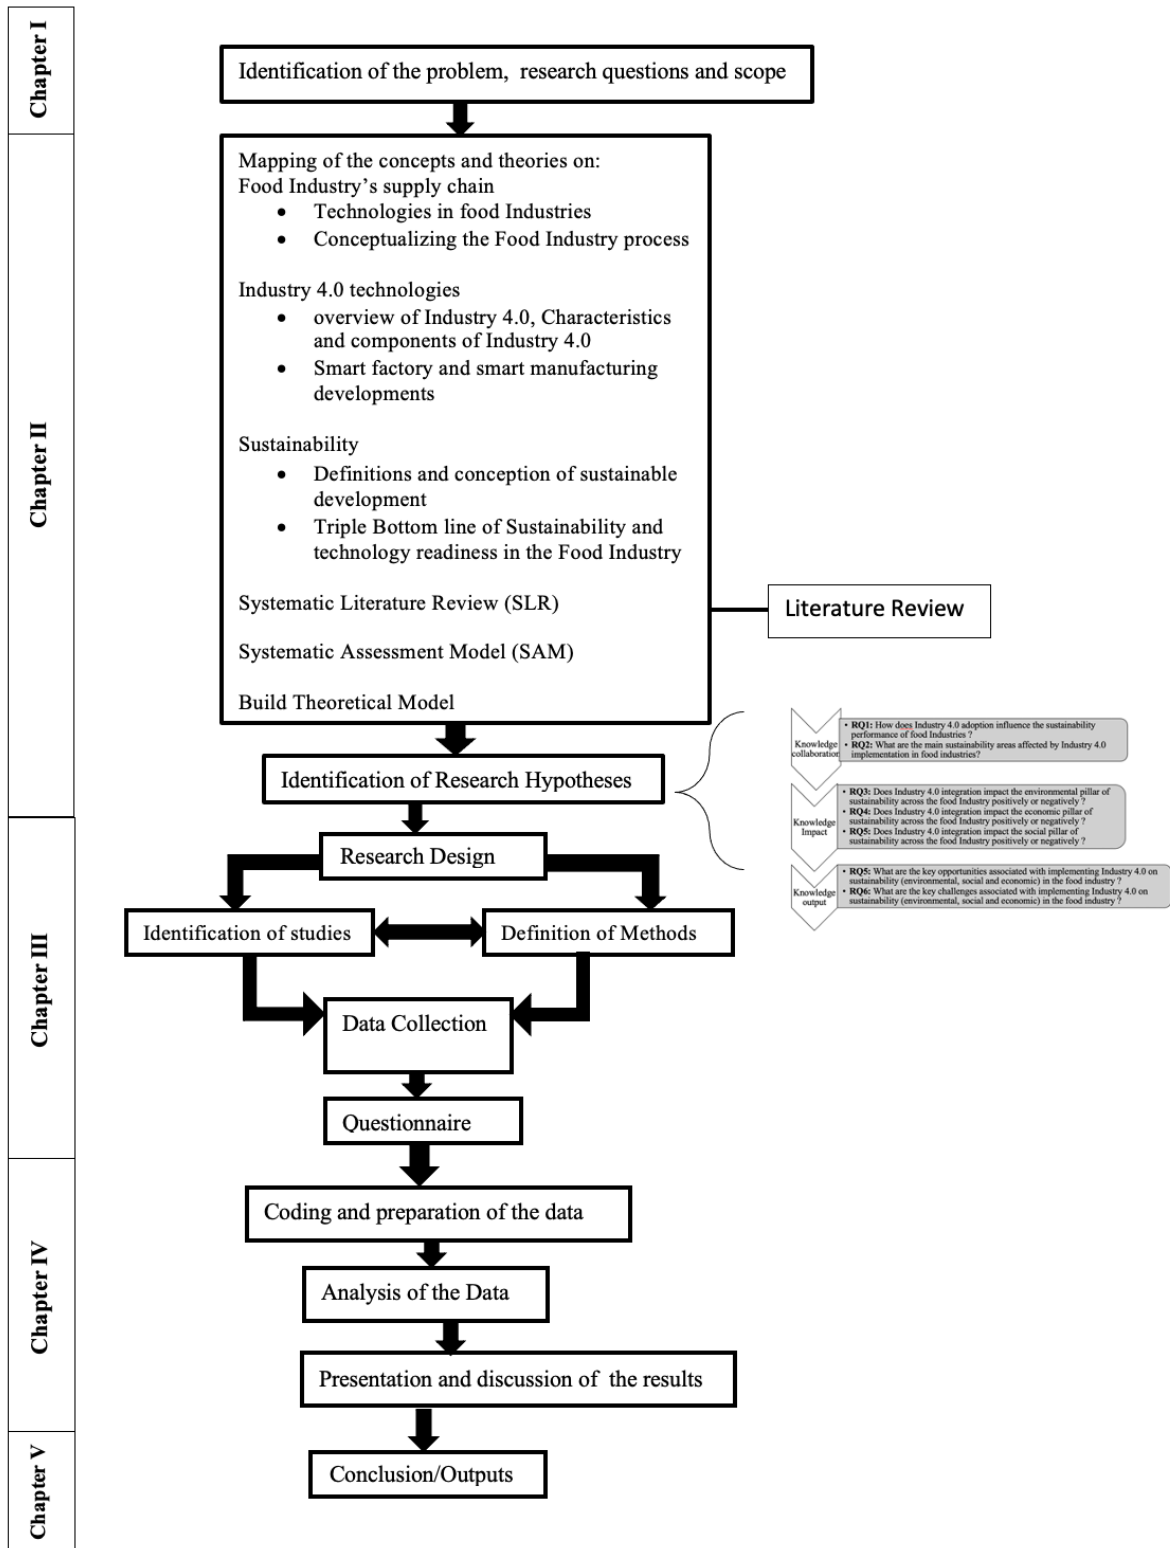 Chapter I
Identification of the problem, research questions and scope
Chapter II
Mapping of the concepts and theories on:
Food Industry's supply chain
• Technologies in food Industries
• Conceptualizing the Food Industry process
Industry 4.0 technologies
• overview of Industry 4.0, Characteristics
and components of Industry 4.0
• Smart factory and smart manufacturing
developments
Sustainability
• Definitions and conception of sustainable
development
• Triple Bottom line of Sustainability and
technology readiness in the Food Industry
Systematic Literature Review (SLR)
Systematic Assessment Model (SAM)
Build Theoretical Model
Literature Review
Identification of Research Hypotheses
Knowledge
collaboration
• RQ1: How does Industry 4.0 adoption influence the sustainability
performance of food Industries ?
• RQ2: What are the main sustainability areas affected by Industry 4.0
implementation in food industries?
Knowledge
Impact
• RQ3: Does Industry 4.0 integration impact the environmental pillar of
sustainability across the food Industry positively or negatively ?
• RQ4: Does Industry 4.0 integration impact the economic pillar of
sustainability across the food Industry positively or negatively ?
• RQ5: Does Industry 4.0 integration impact the social pillar of
sustainability across the food Industry positively or negatively ?
Knowledge
output
• RQ5: What are the key opportunities associated with implementing Industry 4.0 on
sustainability (environmental, social and economic) in the food industry ?
• RQ6: What are the key challenges associated with implementing Industry 4.0 on
sustainability (environmental, social and economic) in the food industry ?
Chapter III
Research Design
Identification of studies
Definition of Methods
Data Collection
Questionnaire
Chapter IV
Coding and preparation of the data
Analysis of the Data
Presentation and discussion of the results
Chapter V
Conclusion/Outputs